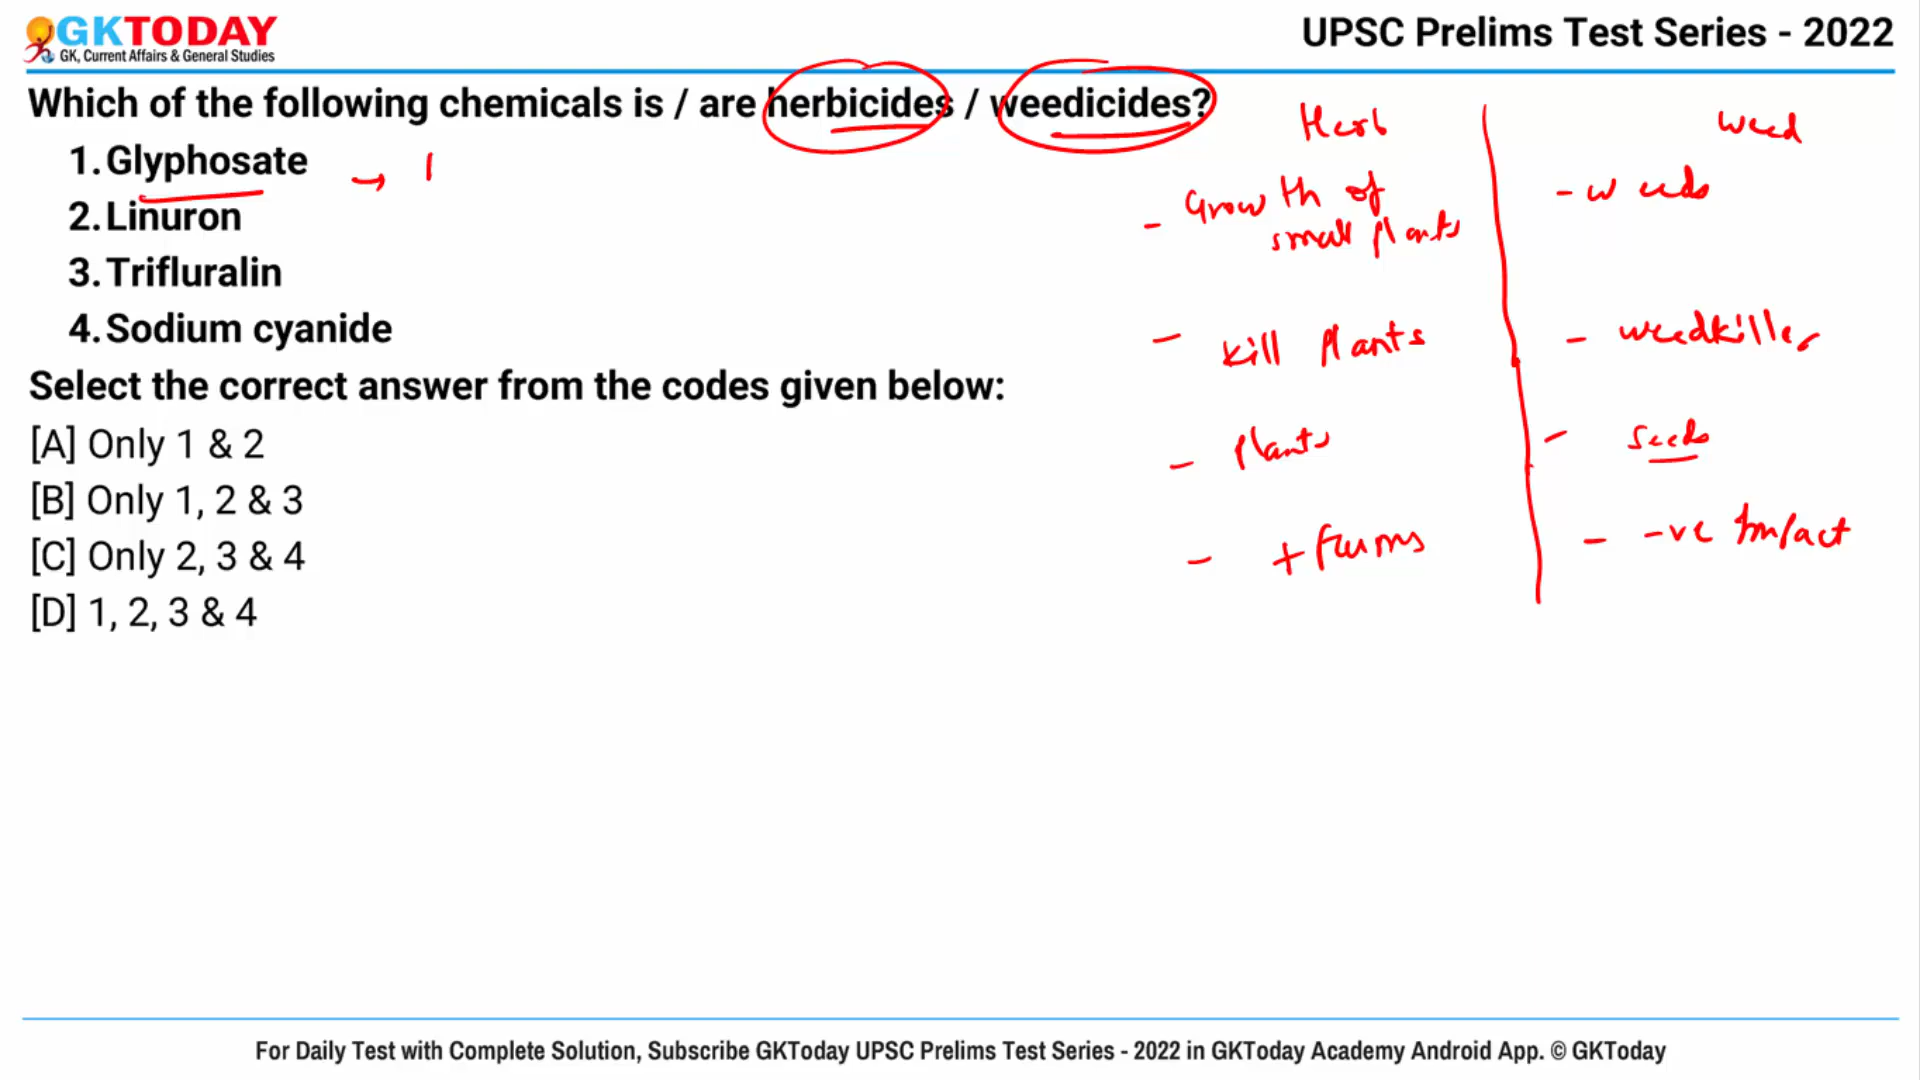 GKTODAY
GK, Current Affairs & General Studies
UPSC Prelims Test Series - 2022
Which of the following chemicals is / are herbicides / weedicides?
1. Glyphosate → 1
2. Linuron
3. Trifluralin
4. Sodium cyanide
Select the correct answer from the codes given below:
[A] Only 1 & 2
[B] Only 1, 2 & 3
[C] Only 2, 3 & 4
[D] 1, 2, 3 & 4
Herb
- Growth of
small plants
- kill plants
- plants
weed
- weeds
- weedkiller
- seeds
- -ve Impact
For Daily Test with Complete Solution, Subscribe GKToday UPSC Prelims Test Series - 2022 in GKToday Academy Android App. © GKToday